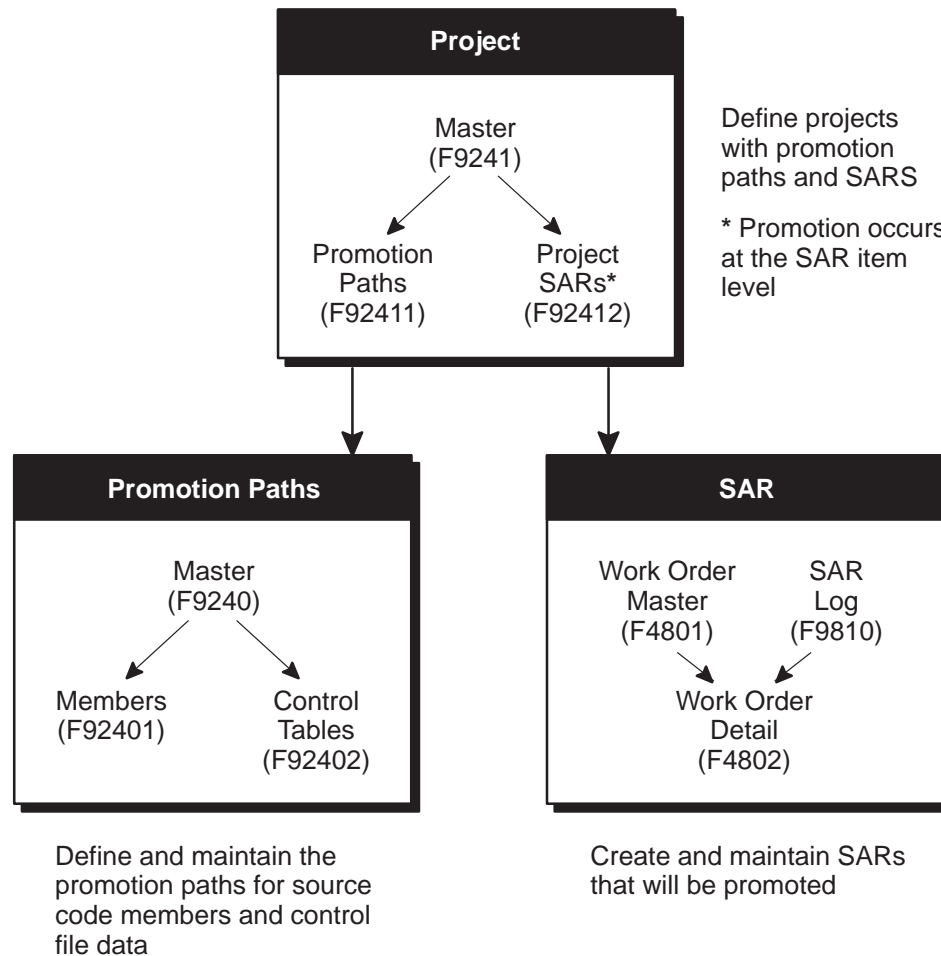 Project
Master
(F9241)
Promotion
Paths
(F92411)
Project
SARs*
(F92412)
Define projects
with promotion
paths and SARS
* Promotion occurs
at the SAR item
level
Promotion Paths
Master
(F9240)
Members
(F92401)
Control
Tables
(F92402)
Define and maintain the
promotion paths for source
code members and control
file data
SAR
Work Order
Master
(F4801)
SAR
Log
(F9810)
Work Order
Detail
(F4802)
Create and maintain SARs
that will be promoted